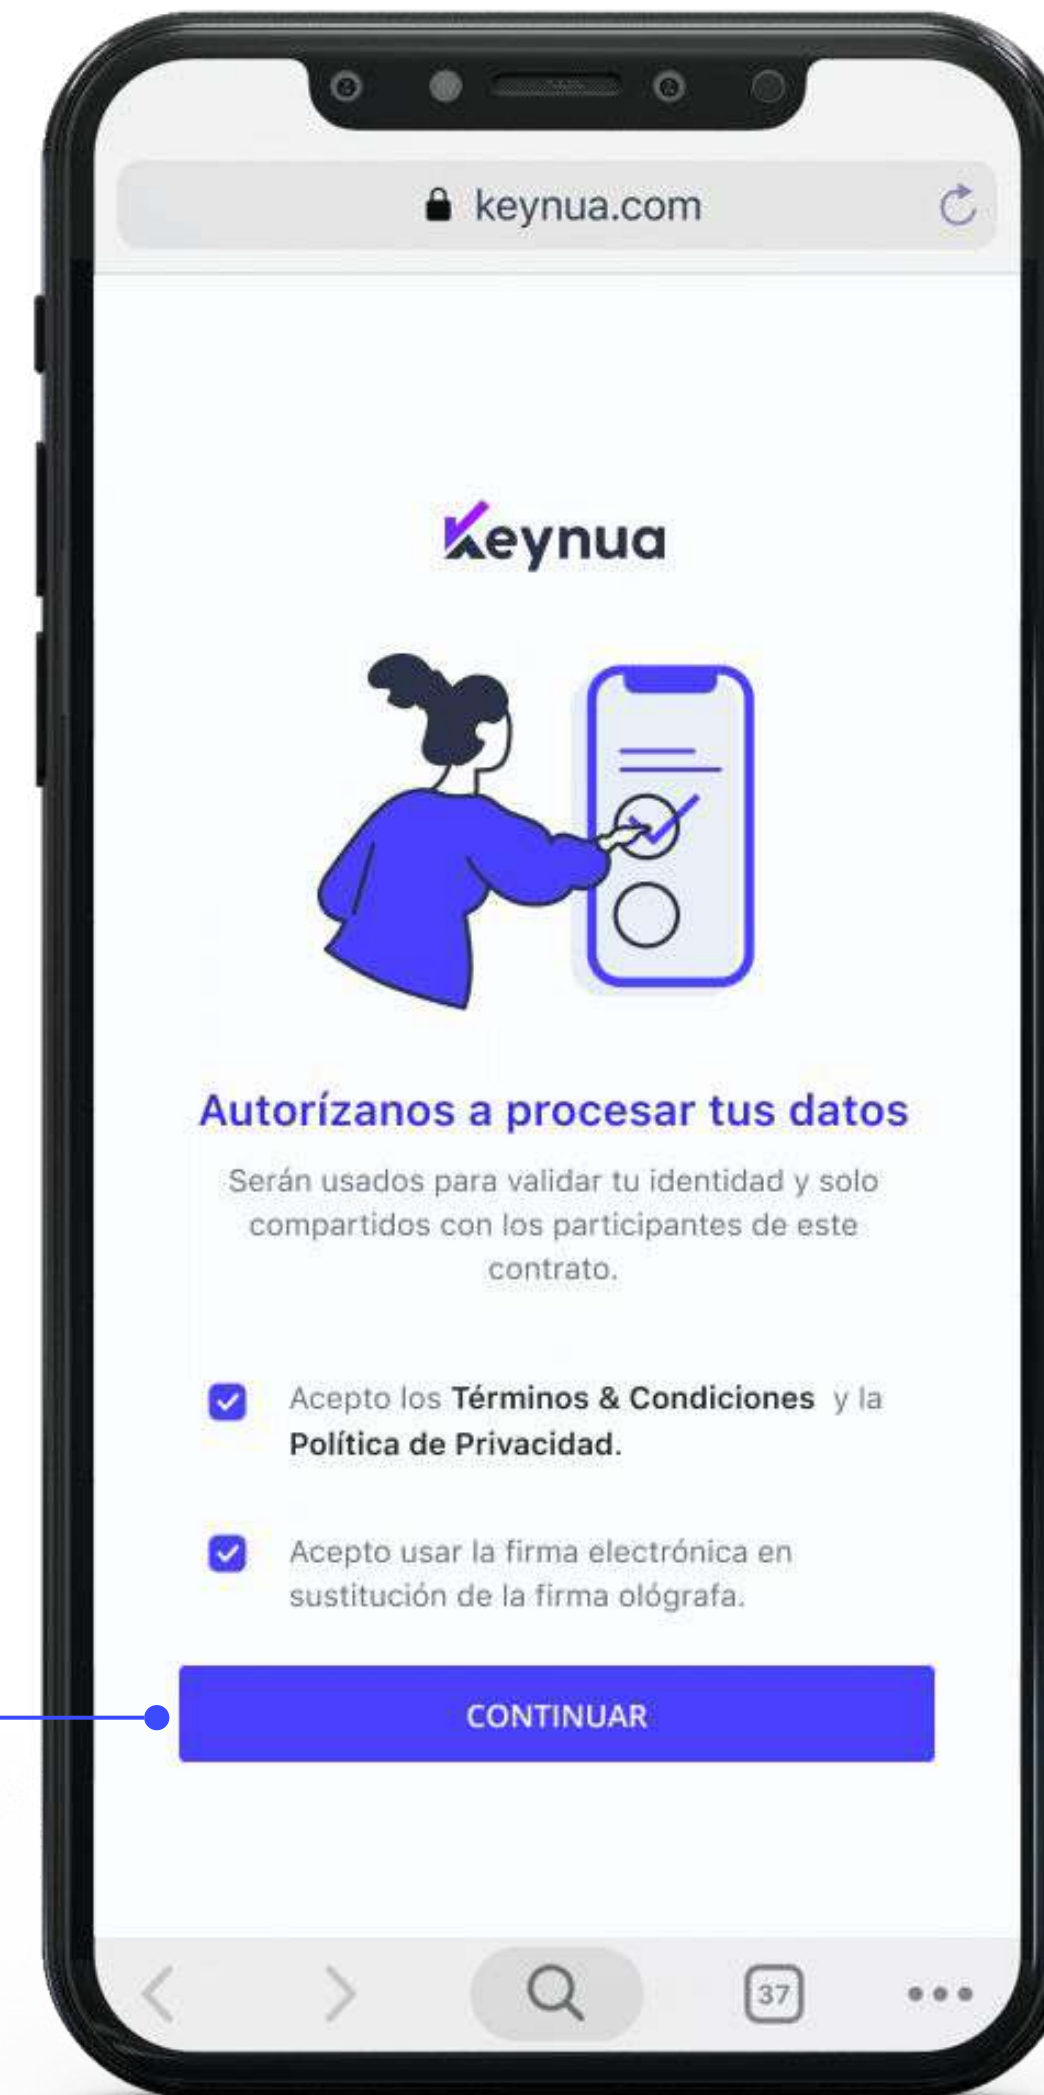 keynua.com
Keynua
Autorízanos a procesar tus datos
Serán usados para validar tu identidad y solo
compartidos con los participantes de este
contrato.
Acepto los Términos & Condiciones y la
Política de Privacidad.
Acepto usar la firma electrónica en
sustitución de la firma ológrafa.
CONTINUAR
37